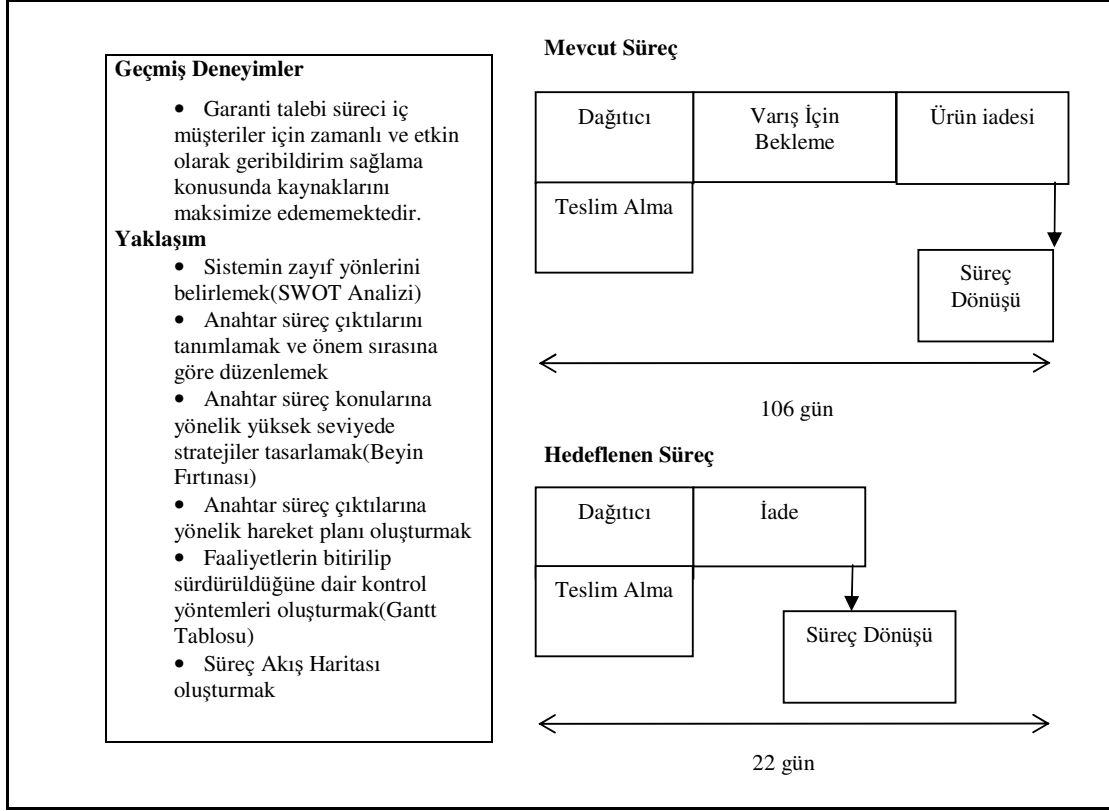 Geçmiş Deneyimler
• Garanti talebi süreci iç
müşteriler için zamanlı ve etkin
olarak geribildirim sağlama
konusunda kaynaklarını
maksimize edememektedir.
Yaklaşım
• Sistemin zayıf yönlerini
belirlemek(SWOT Analizi)
• Anahtar süreç çıktılarını
tanımlamak ve önem sırasına
göre düzenlemek
• Anahtar süreç konularına
yönelik yüksek seviyede
stratejiler tasarlamak(Beyin
Fırtınası)
• Anahtar süreç çıktılarına
yönelik hareket planı oluşturmak
• Faaliyetlerin bitirilip
sürdürüldüğüne dair kontrol
yöntemleri oluşturmak(Gantt
Tablosu)
• Süreç Akış Haritası
oluşturmak
Mevcut Süreç
Dağıtıcı
Varış İçin
Bekleme
Ürün iadesi
Teslim Alma
Süreç
Dönüşü
106 gün
Hedeflenen Süreç
Dağıtıcı
İade
Teslim Alma
Süreç Dönüşü
22 gün